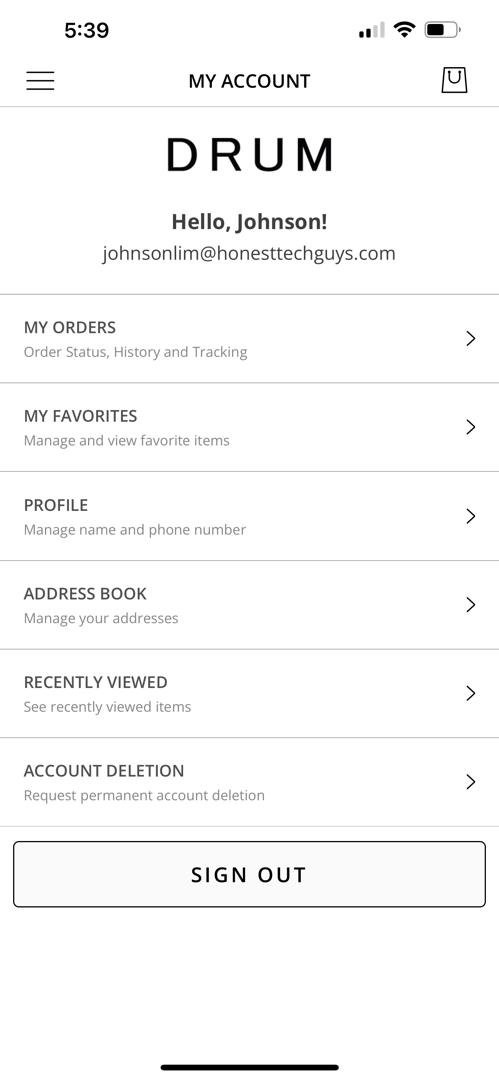 5:39
MY ACCOUNT
DRUM
Hello, Johnson!
johnsonlim@honesttechguys.com
MY ORDERS
Order Status, History and Tracking
MY FAVORITES
Manage and view favorite items
PROFILE
Manage name and phone number
ADDRESS BOOK
Manage your addresses
RECENTLY VIEWED
See recently viewed items
ACCOUNT DELETION
Request permanent account deletion
SIGN OUT